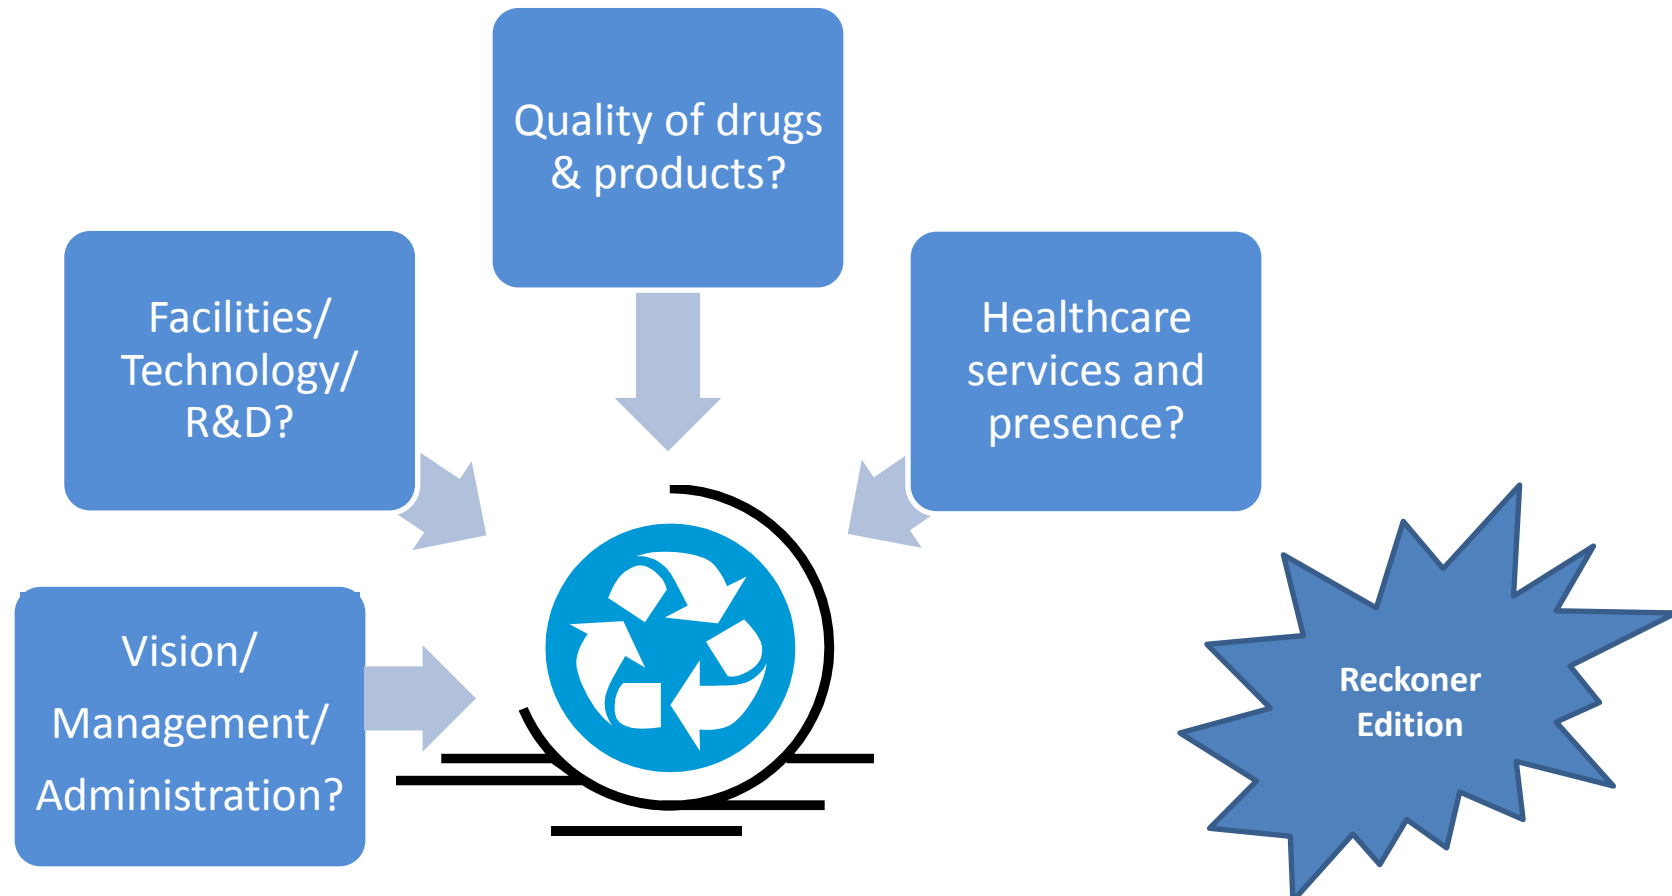 Quality of drugs
& products?
Facilities/
Technology/
R&D?
Healthcare
services and
presence?
Vision/
Management/
Administration?
Reckoner
Edition